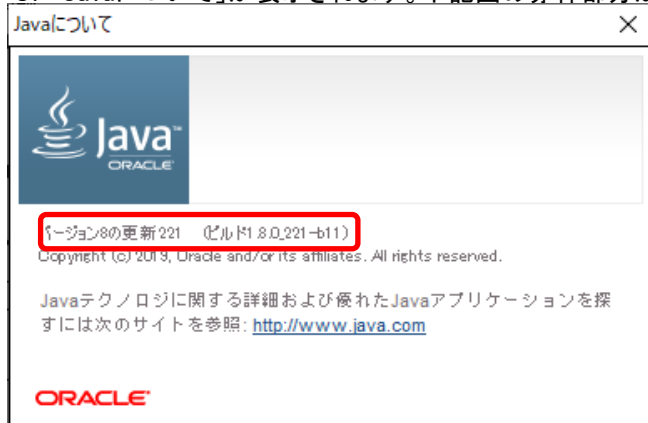 Javaについて
Java
ORACLE
バージョン8の更新 221 (ビルド1.8.0_221-b11)
Copyright (c) 2019, Oracle and/or its affiliates. All rights reserved.
Javaテクノロジに関する詳細および優れたJavaアプリケーションを探
すには次のサイトを参照: http://www.java.com
ORACLE